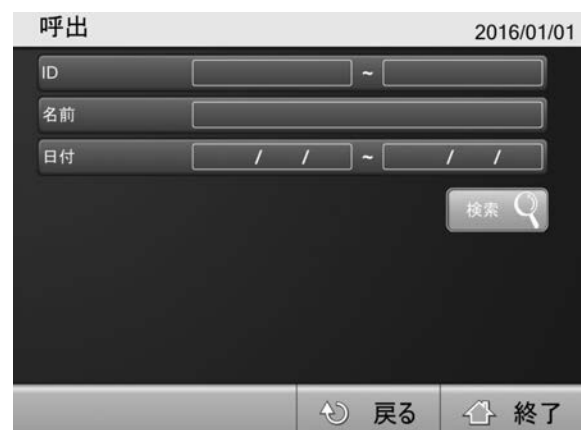 呼出 2016/01/01
ID ~
名前
日付 / / ~ / /
検索
戻る 終了